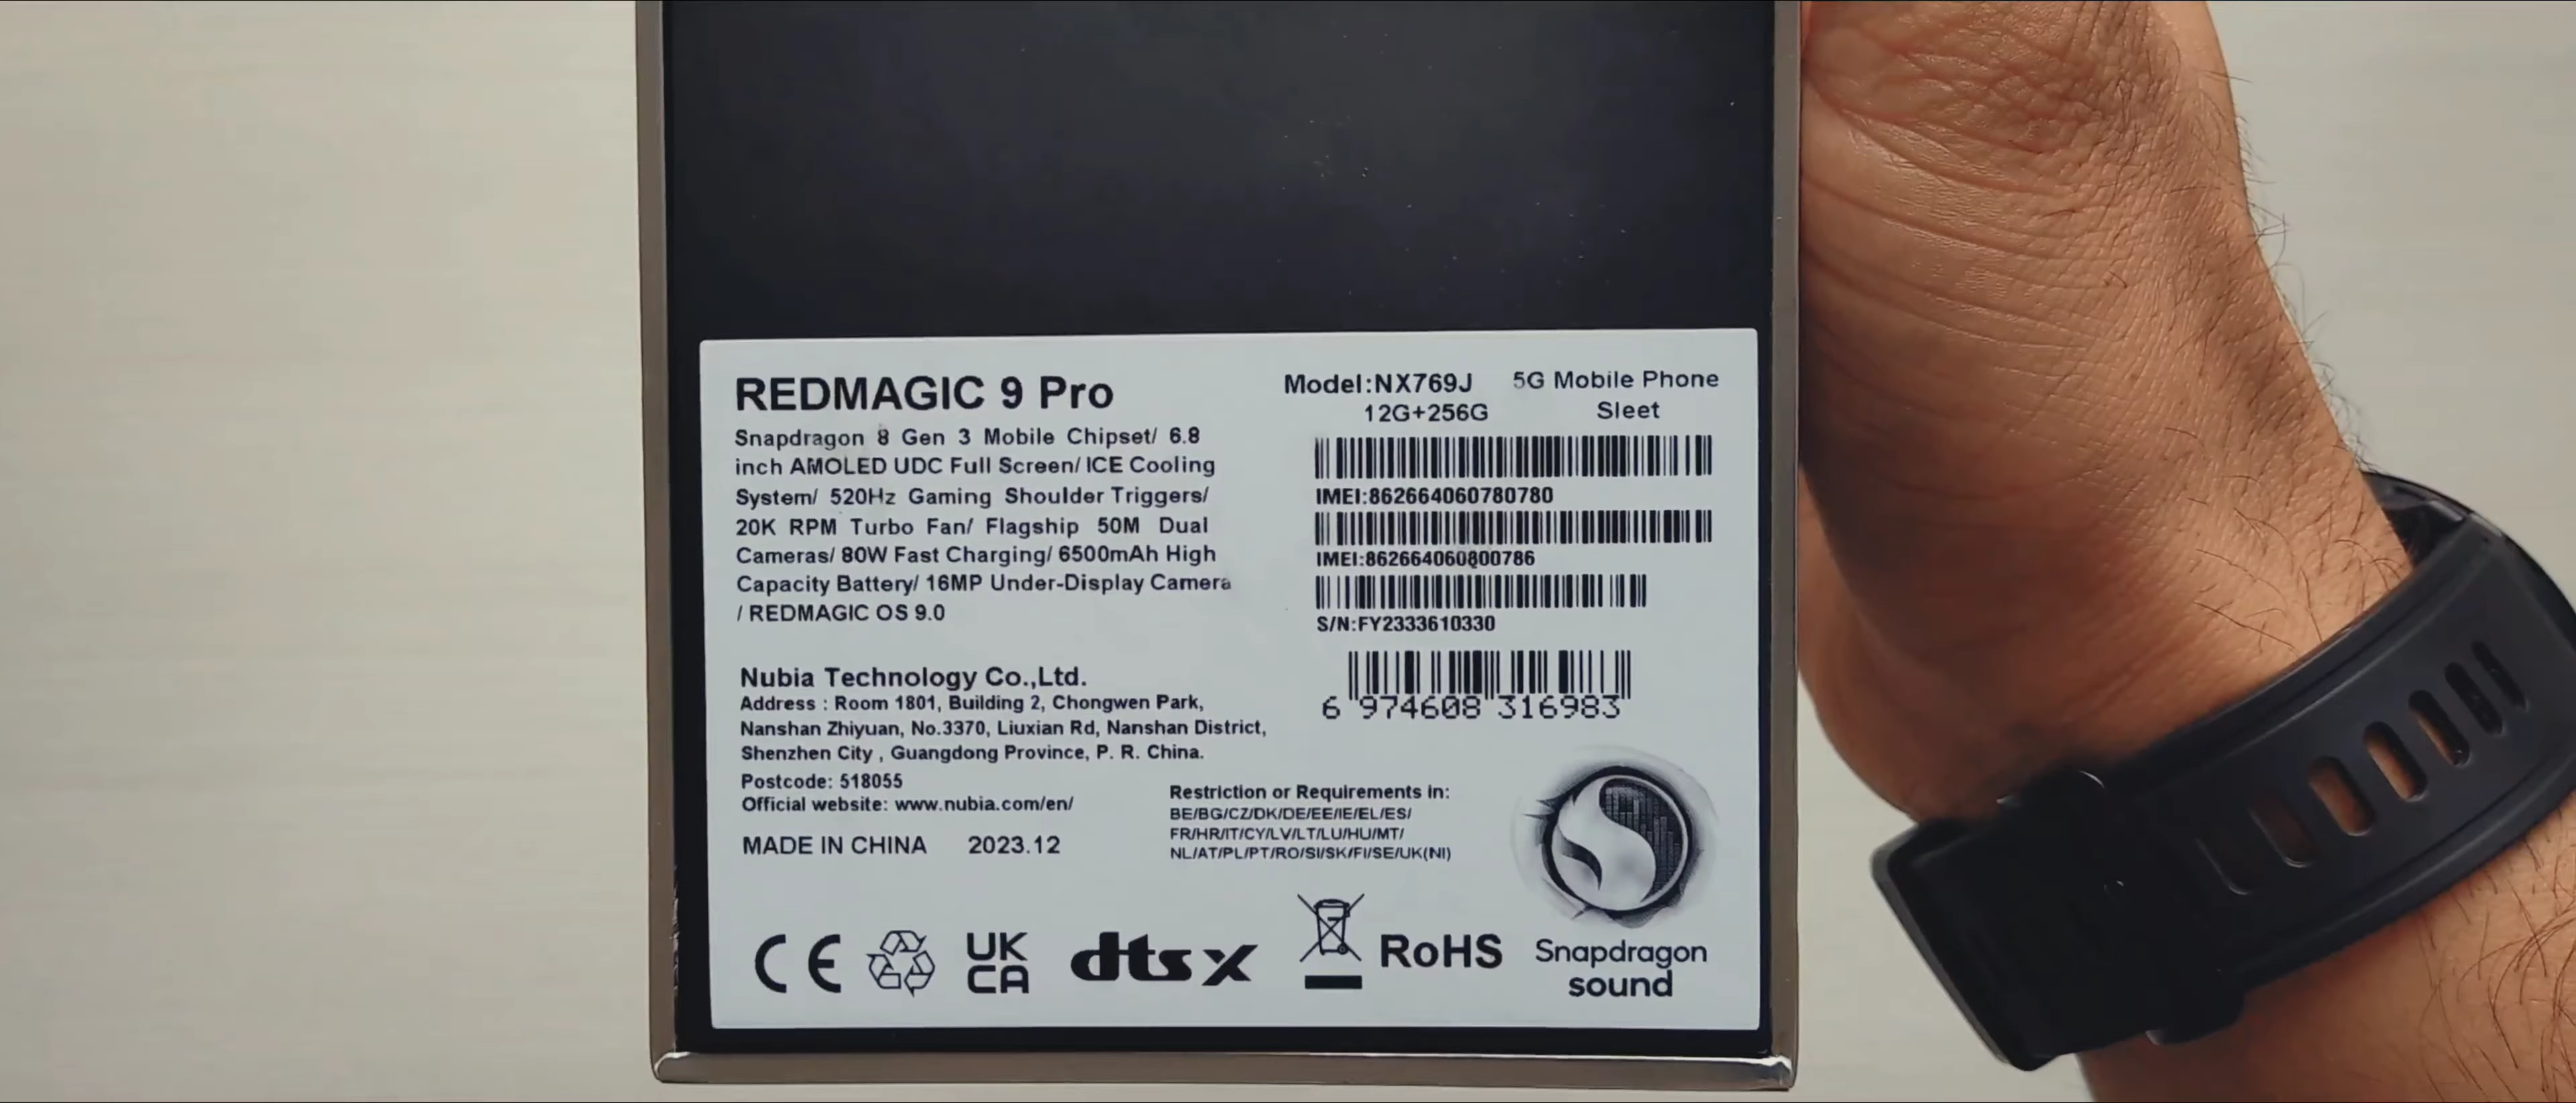 REDMAGIC 9 Pro
Snapdragon 8 Gen 3 Mobile Chipset/ 6.8
inch AMOLED UDC Full Screen/ ICE Cooling
System/ 520Hz Gaming Shoulder Triggers/
20K RPM Turbo Fan/ Flagship 50M Dual
Cameras/ 80W Fast Charging/ 6500mAh High
Capacity Battery/ 16MP Under-Display Camera
/ REDMAGIC OS 9.0
Nubia Technology Co.,Ltd.
Address : Room 1801, Building 2, Chongwen Park,
Nanshan Zhiyuan, No.3370, Liuxian Rd, Nanshan District,
Shenzhen City , Guangdong Province, P. R. China.
Postcode: 518055
Official website: www.nubia.com/en/
MADE IN CHINA 2023.12
Model:NX769J 5G Mobile Phone
12G+256G Sleet
IMEI:862664060780780
IMEI:862664060800786
S/N:FY2333610330
6 974608 316983
Restriction or Requirements in:
BE/BG/CZ/DK/DE/EE/IE/EL/ES/
FR/HR/IT/CY/LV/LT/LU/HU/MT/
NL/AT/PL/PT/RO/SI/SK/FI/SE/UK(NI)
CE
UK
CA
dts x
RoHS
Snapdragon
sound